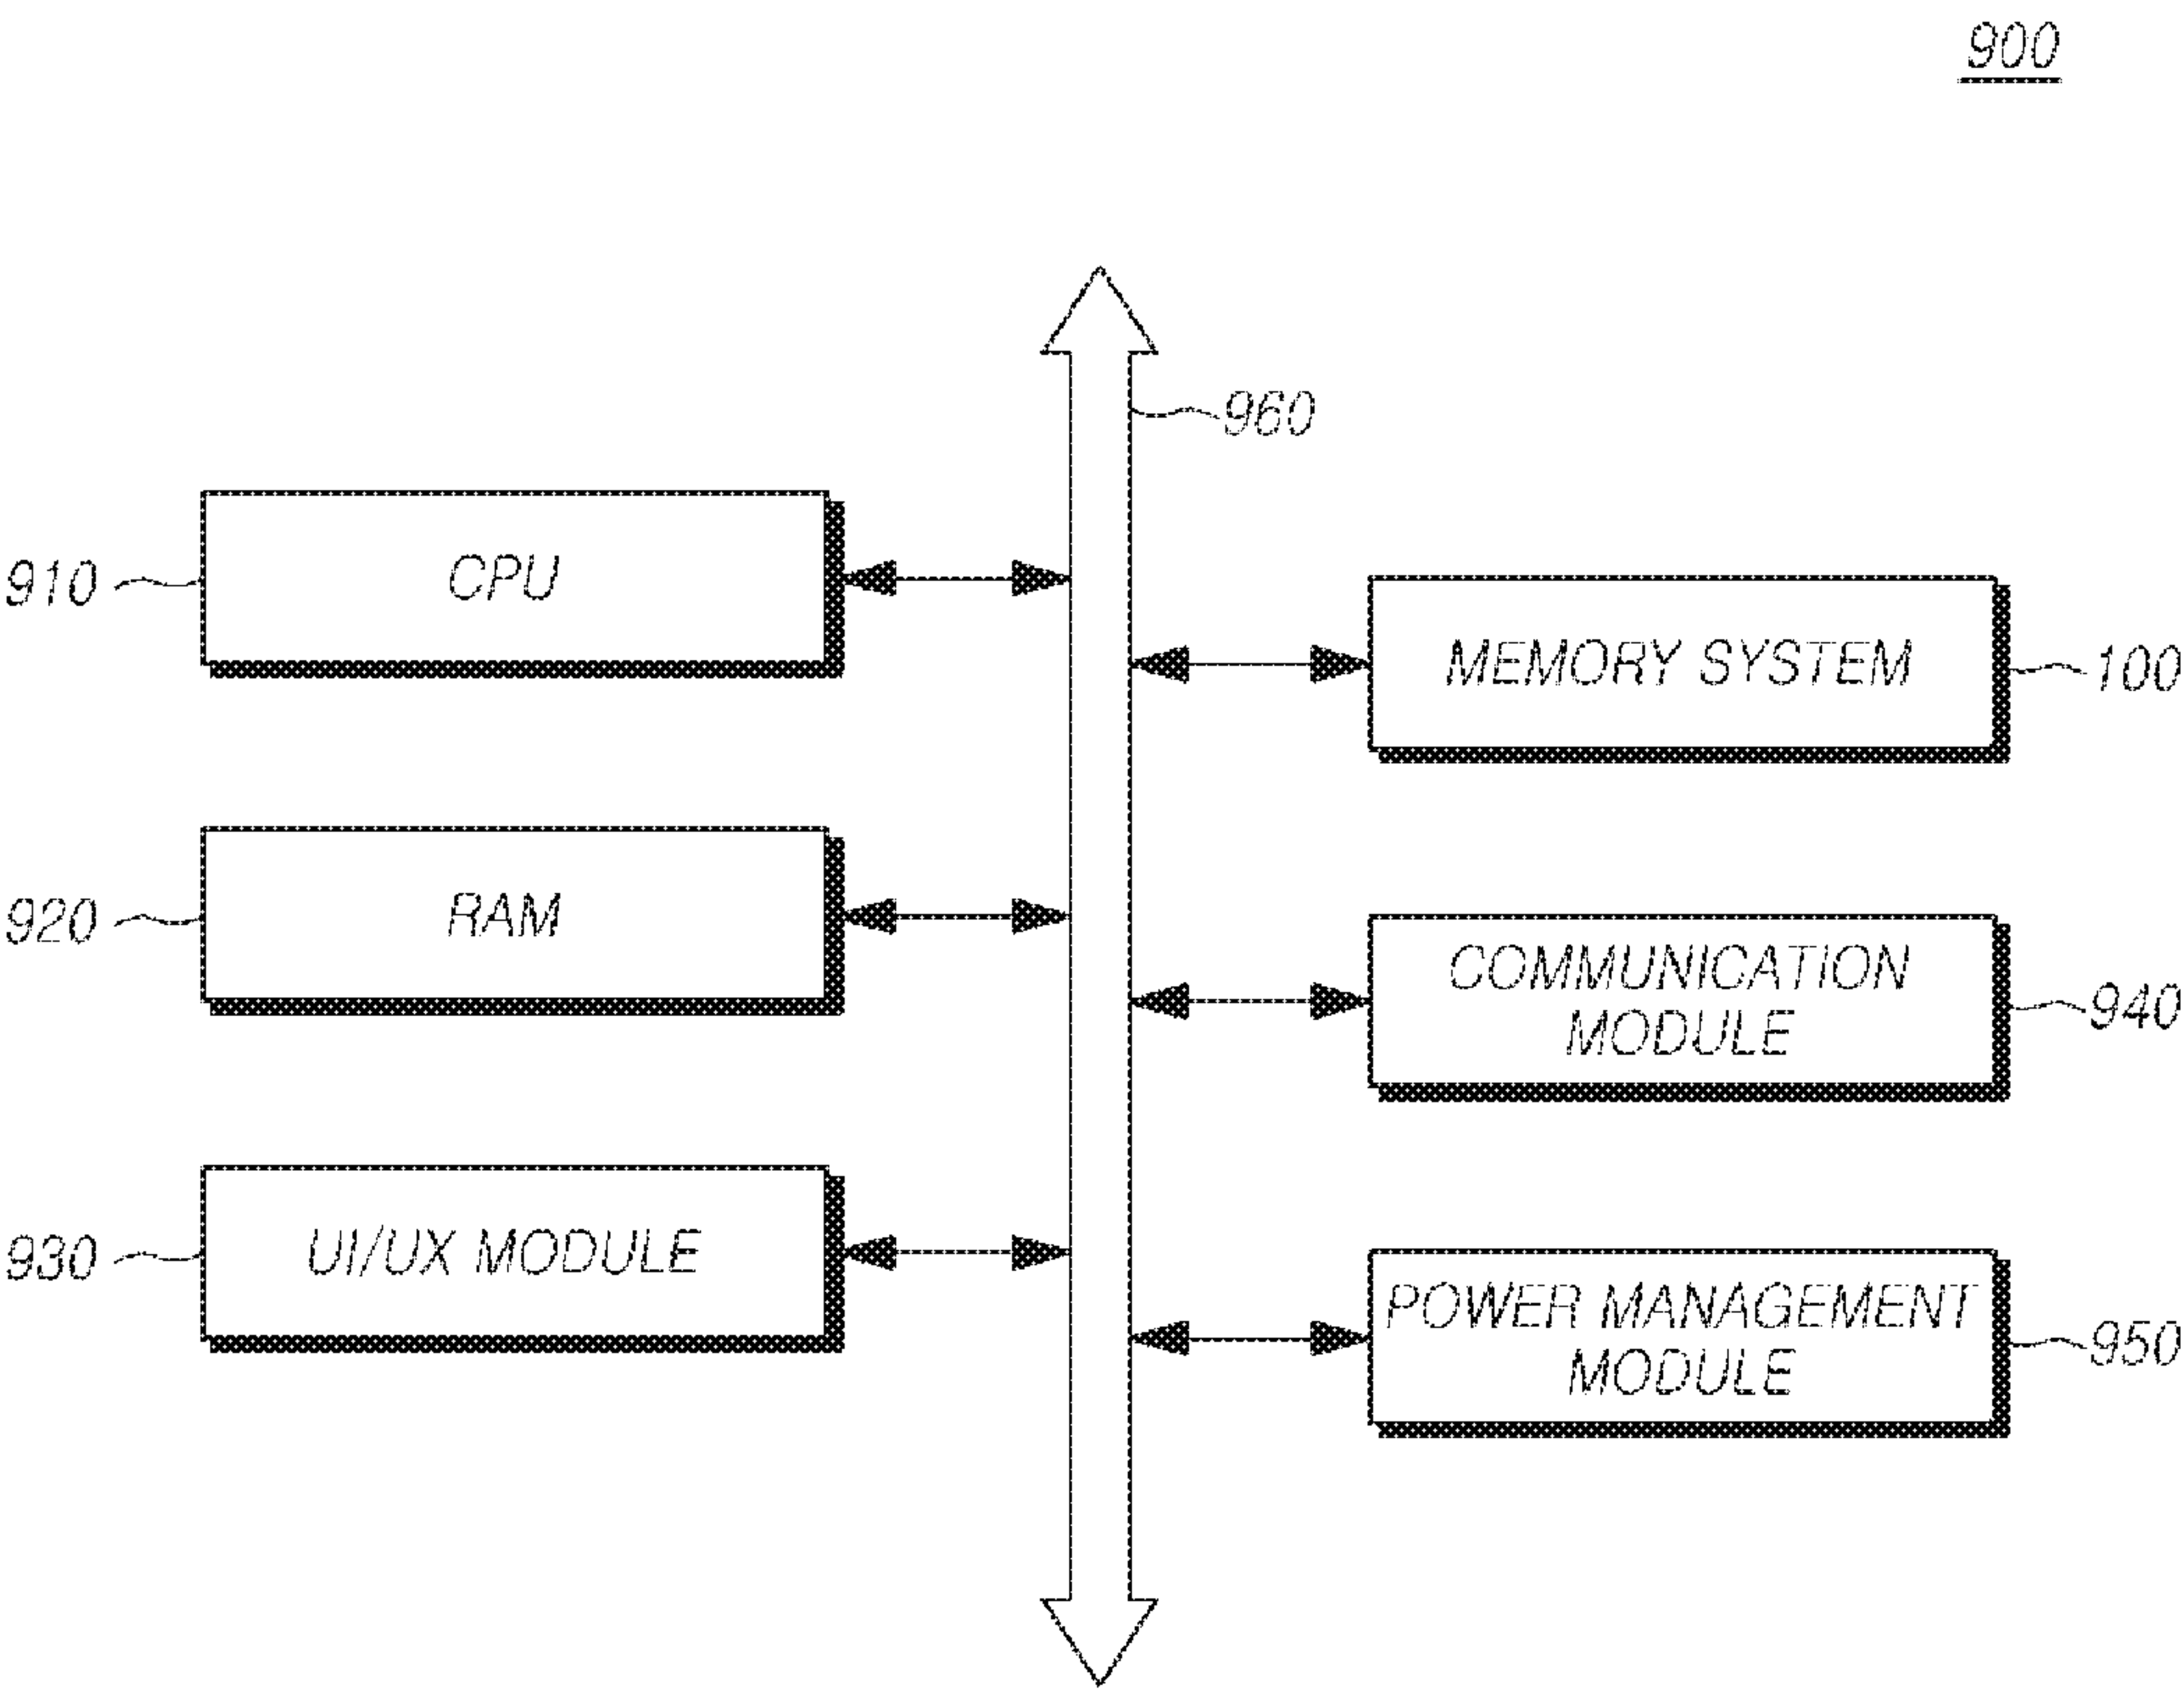 900
960
910
CPU
MEMORY SYSTEM
100
920
RAM
COMMUNICATION
MODULE
940
930
UI/UX MODULE
POWER MANAGEMENT
MODULE
950